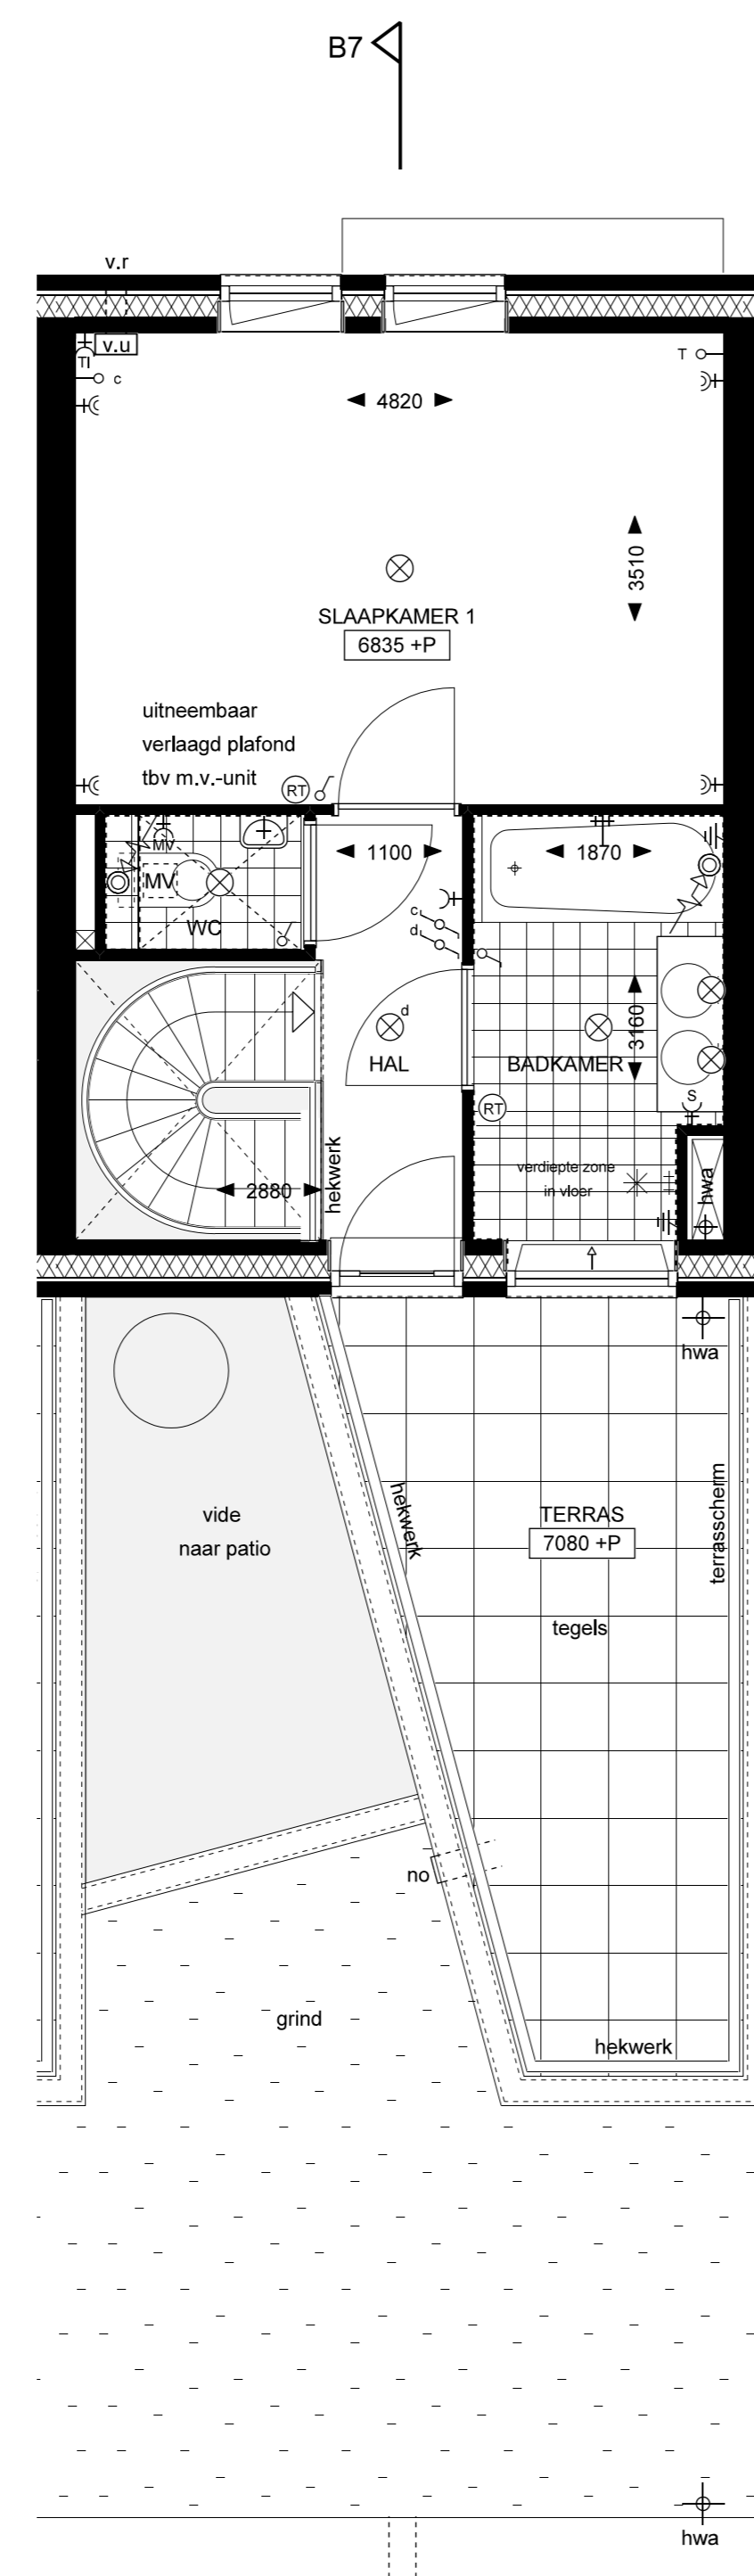 B7
v.r
v.u
TI
c
T
4820
3510
SLAAPKAMER 1
6835 +P
uitneembaar
verlaagd plafond
tbv m.v.-unit
RT
MV
MV
WC
1100
1870
c
d
d
HAL
3160
BADKAMER
S
RT
hekwerk
2880
verdiepte zone
in vloer
hwa
hwa
vide
naar patio
hekwerk
TERRAS
7080 +P
terrasscherm
tegels
no
grind
hekwerk
hwa